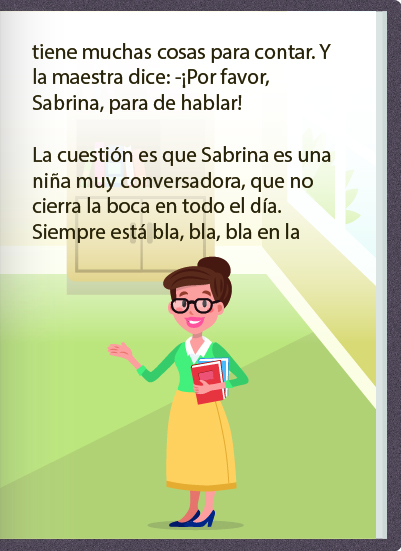 tiene muchas cosas para contar. Y
la maestra dice: -¡Por favor,
Sabrina, para de hablar!
La cuestión es que Sabrina es una
niña muy conversadora, que no
cierra la boca en todo el día.
Siempre está bla, bla, bla en la